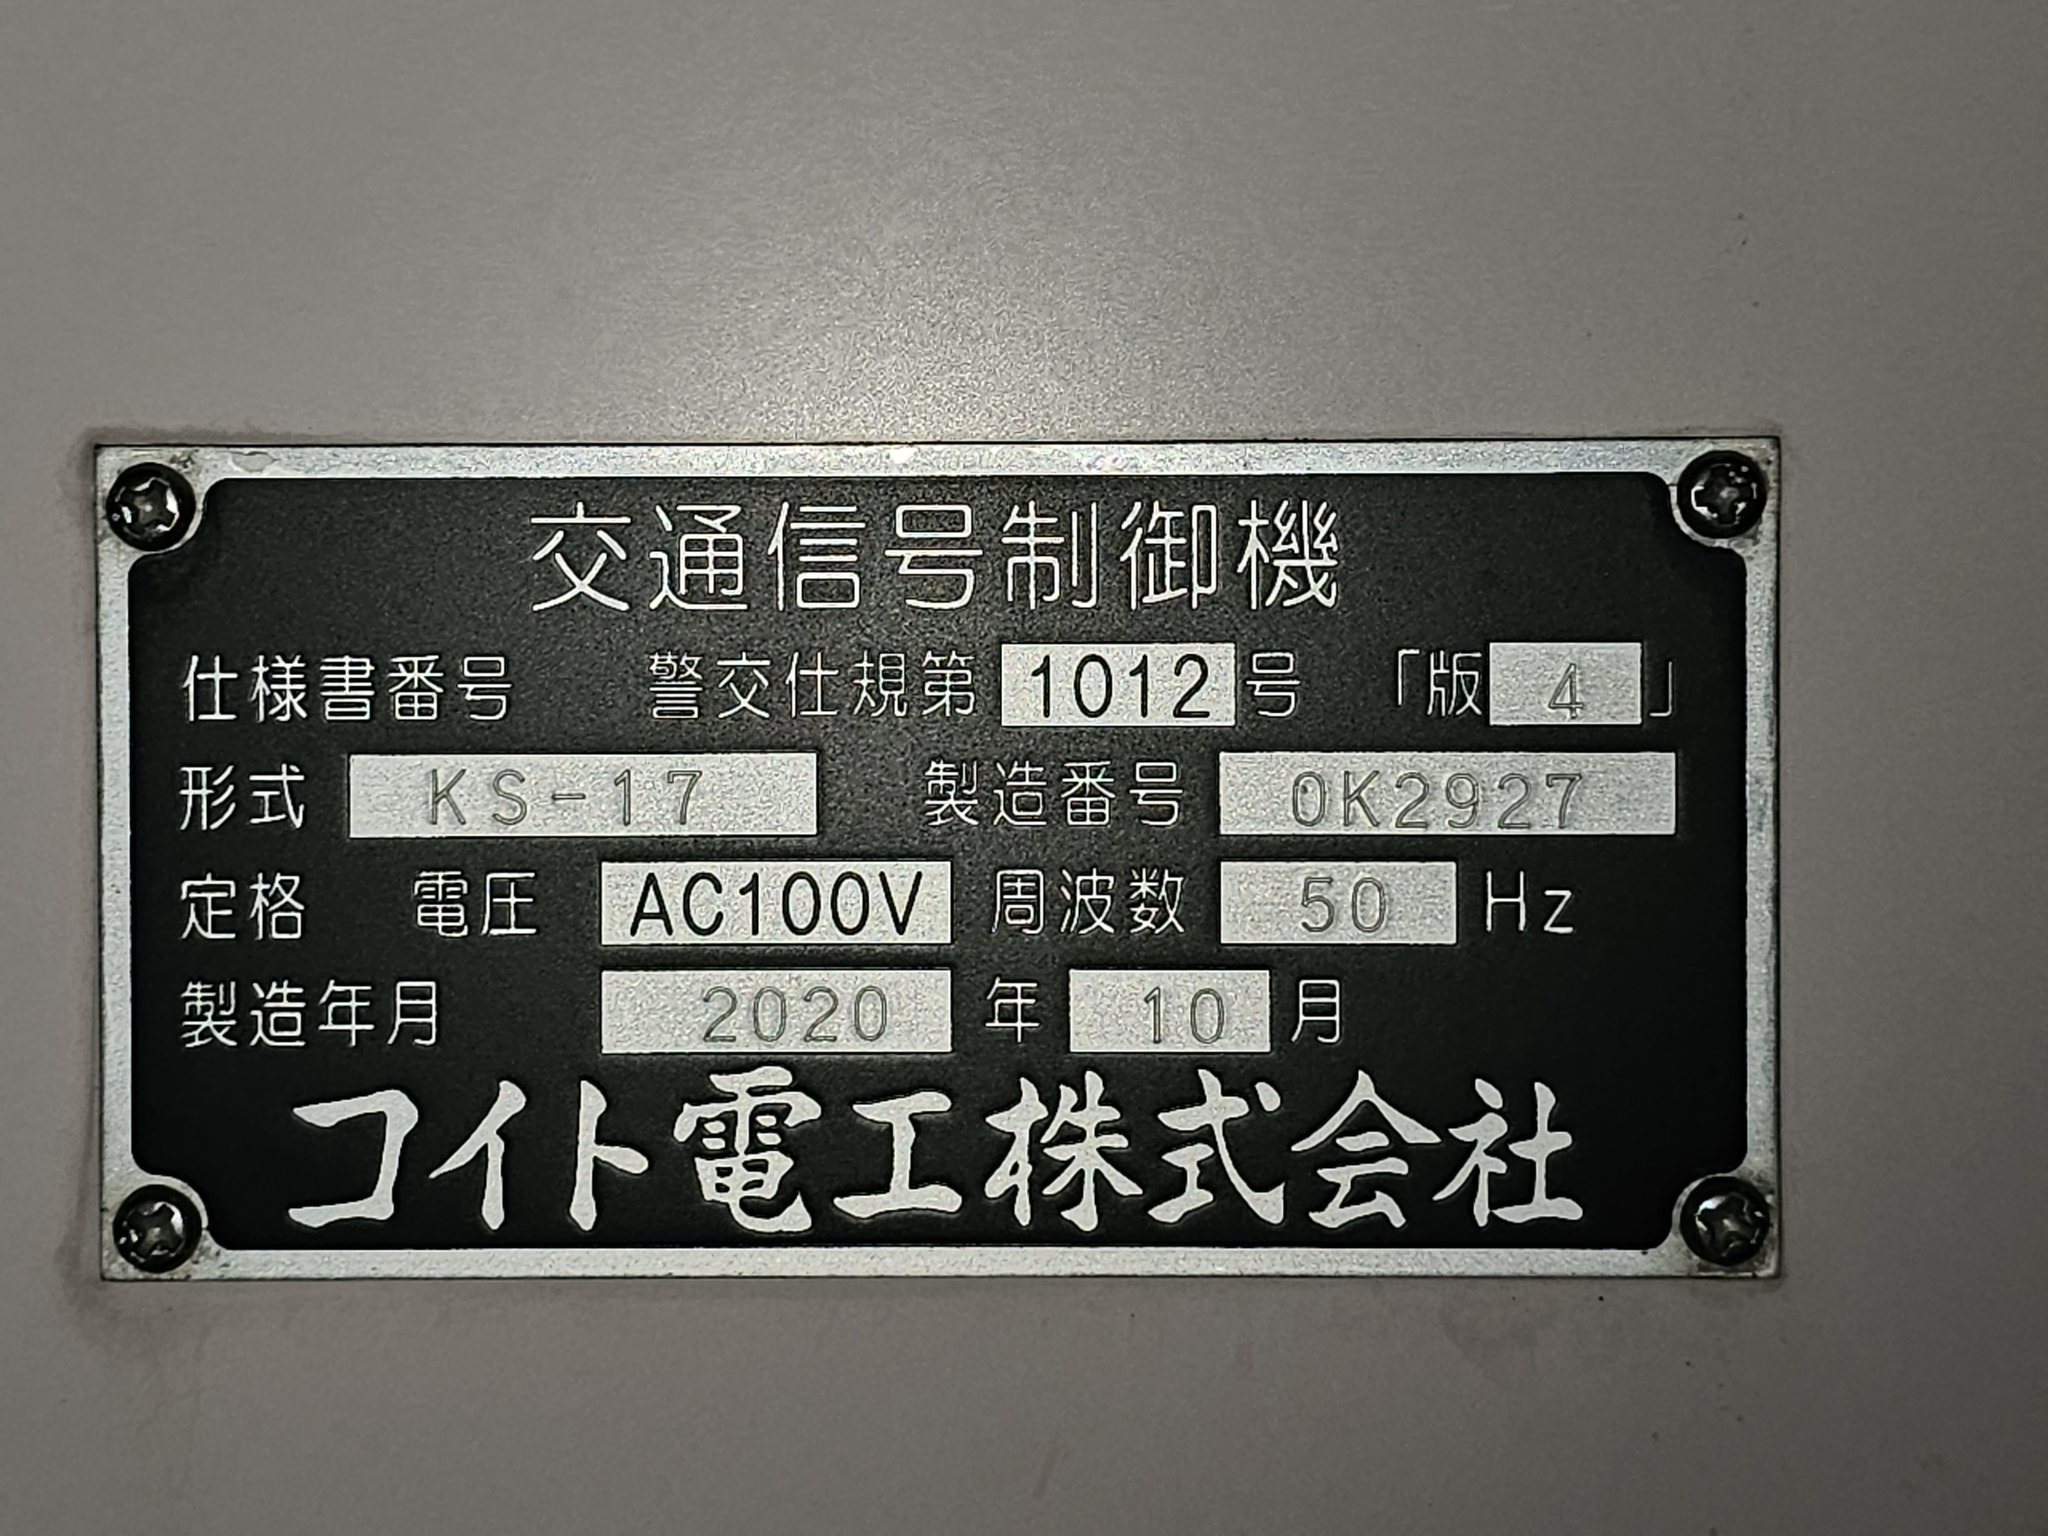 交通信号制御機
仕様書番号 警交仕規第 1012 号 「版 4 」
形式 KS-17 製造番号 0K2927
定格 電圧 AC100V 周波数 50 Hz
製造年月 2020 年 10 月
コイト電工株式会社